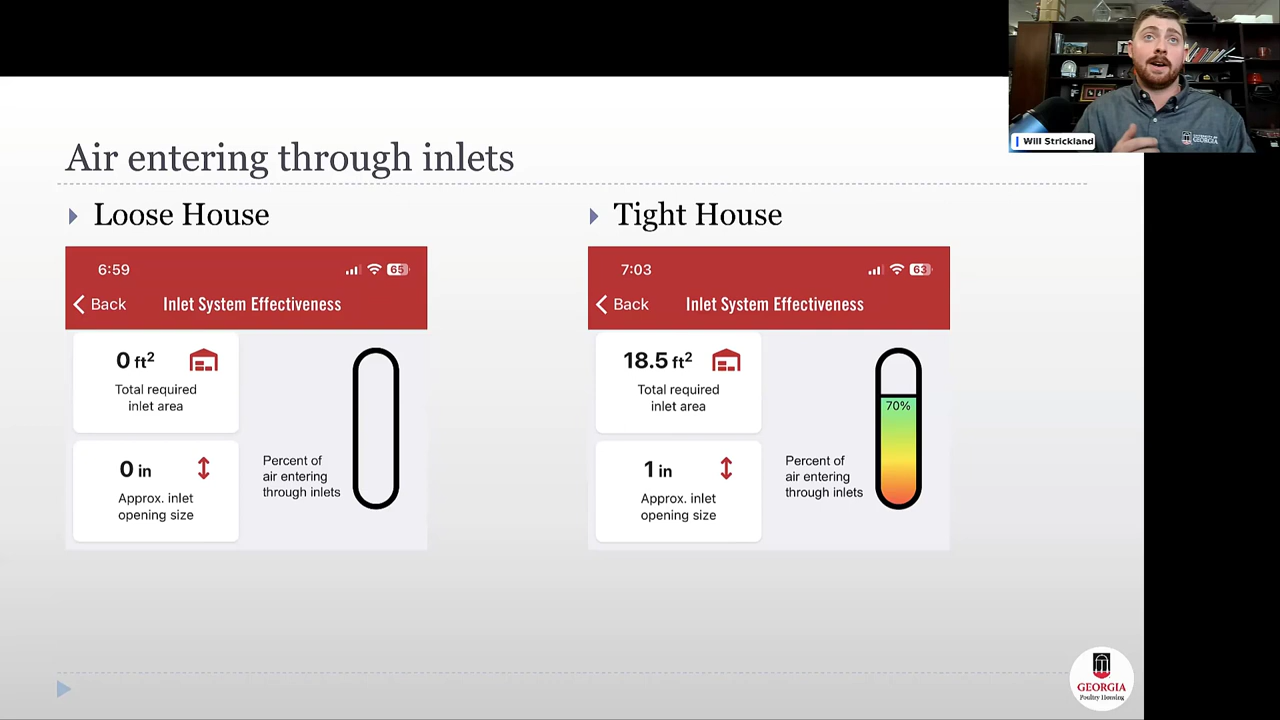 Will Strickland
UNIVERSITY OF
GEORGIA
Air entering through inlets
Loose House
6:59
65
Back
Inlet System Effectiveness
0 ft²
Total required
inlet area
0 in
Approx. inlet
opening size
Percent of
air entering
through inlets
Tight House
7:03
63
Back
Inlet System Effectiveness
18.5 ft²
Total required
inlet area
1 in
Approx. inlet
opening size
Percent of
air entering
through inlets
70%
GEORGIA
Poultry Housing